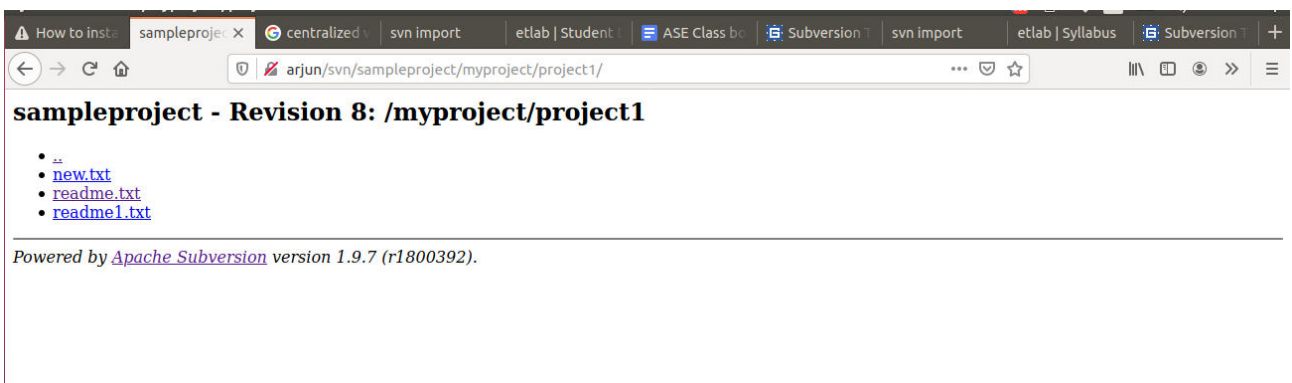 How to insta
sampleprojec
centralized v
svn import
etlab | Student
ASE Class bo
Subversion T
svn import
etlab | Syllabus
Subversion T
arjun/svn/sampleproject/myproject/project1/
sampleproject - Revision 8: /myproject/project1
..
new.txt
readme.txt
readme1.txt
Powered by Apache Subversion version 1.9.7 (r1800392).